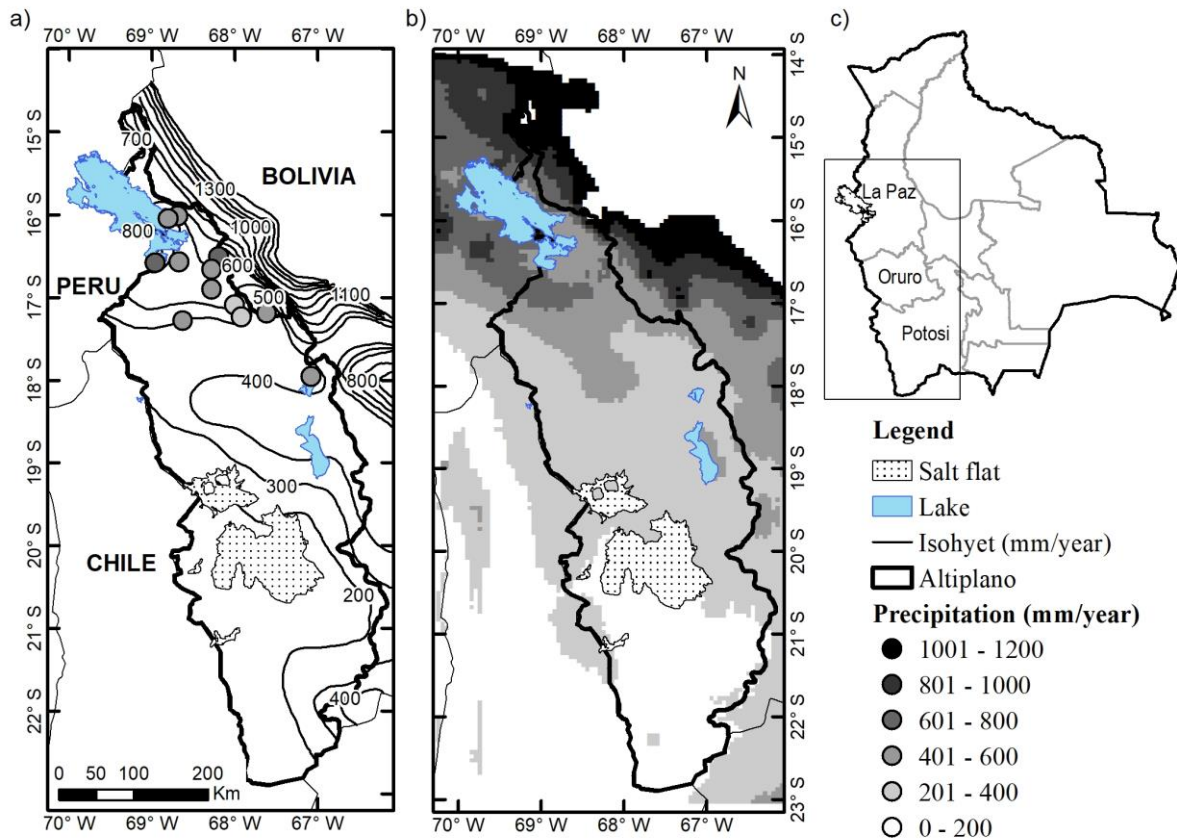 a)
70° W 69° W 68° W 67° W
15° S
16° S
17° S
18° S
19° S
20° S
21° S
22° S
700
BOLIVIA
1300
1000
800
600
PERU
500
1100
400
800
300
CHILE
200
400
0 50 100 200
Km
70° W 69° W 68° W 67° W
b)
70° W 69° W 68° W 67° W
N
14° S
15° S
16° S
17° S
18° S
19° S
20° S
21° S
22° S
23° S
70° W 69° W 68° W 67° W
c)
La Paz
Oruro
Potosi
Legend
Salt flat
Lake
Isohyet (mm/year)
Altiplano
Precipitation (mm/year)
1001 - 1200
801 - 1000
601 - 800
401 - 600
201 - 400
0 - 200